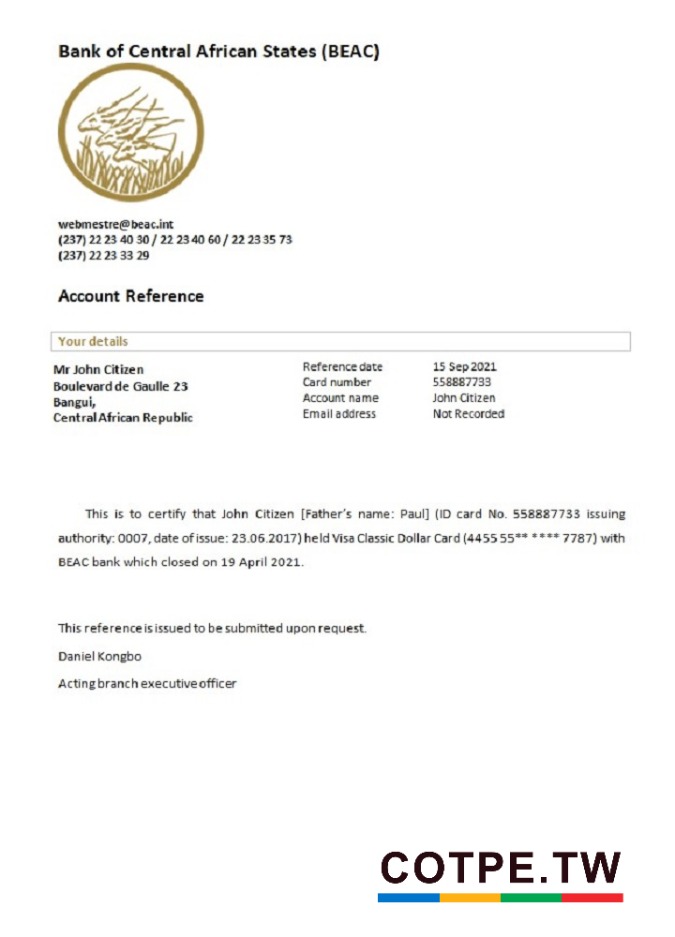 Bank of Central African States (BEAC)
webmestre@beac.int
(237) 22 23 40 30 / 22 23 40 60 / 22 23 35 73
(237) 22 23 33 29
Account Reference
Your details
Mr John Citizen
Boulevard de Gaulle 23
Bangui,
Central African Republic
Reference date 15 Sep 2021
Card number 558887733
Account name John Citizen
Email address Not Recorded
This is to certify that John Citizen [Father's name: Paul] (ID card No. 558887733 issuing
authority: 0007, date of issue: 23.06.2017) held Visa Classic Dollar Card (4455 55** **** 7787) with
BEAC bank which closed on 19 April 2021.
This reference is issued to be submitted upon request.
Daniel Kongbo
Acting branch executive officer
COTPE.TW